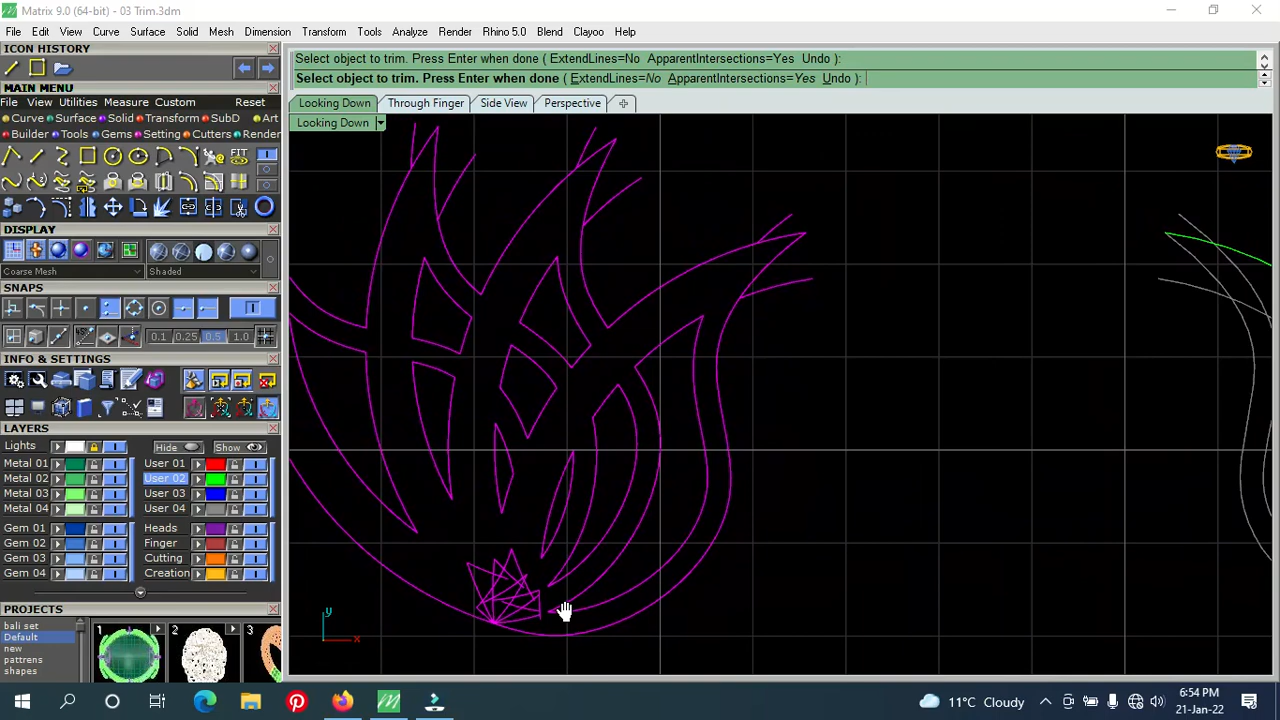 Matrix 9.0 (64-bit) - 03 Trim.3dm
File Edit View Curve Surface Solid Mesh Dimension Transform Tools Analyze Render Rhino 5.0 Blend Clayoo Help
ICON HISTORY
Select object to trim. Press Enter when done ( ExtendLines=No ApparentIntersections=Yes Undo ):
Select object to trim. Press Enter when done ( ExtendLines=No ApparentIntersections=Yes Undo ):
MAIN MENU
File View Utilities Measure Custom Reset
Curve Surface Solid Transform SubD Art
Builder Tools Gems Setting Cutters Render
FIT
Looking Down Through Finger Side View Perspective
Looking Down
DISPLAY
Coarse Mesh Shaded
SNAPS
0.1 0.25 0.5 1.0
INFO & SETTINGS
LAYERS
Lights Hide Show
Metal 01 User 01
Metal 02 User 02
Metal 03 User 03
Metal 04 User 04
Gem 01 Heads
Gem 02 Finger
Gem 03 Cutting
Gem 04 Creation
PROJECTS
bali set
Default
new
pattrens
shapes
1 2 3
y
x
11°C Cloudy
6:54 PM
21-Jan-22